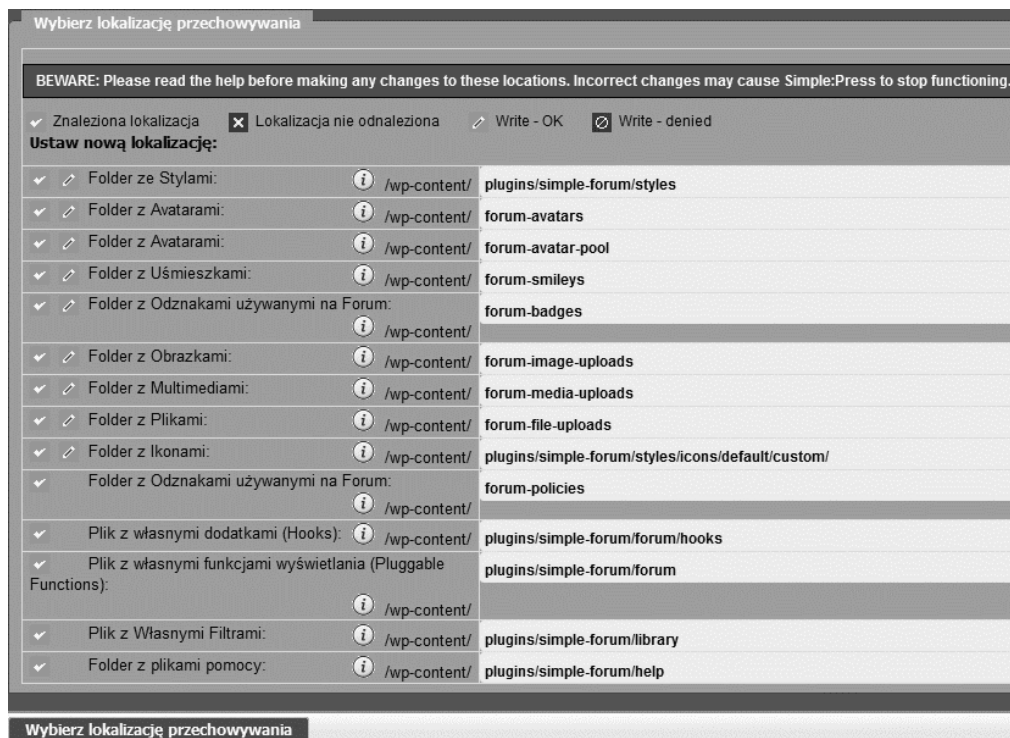 Wybierz lokalizację przechowywania
BEWARE: Please read the help before making any changes to these locations. Incorrect changes may cause Simple:Press to stop functioning.
Znaleziona lokalizacja Lokalizacja nie odnaleziona Write - OK Write - denied
Ustaw nową lokalizację:
Folder ze Stylami: /wp-content/ plugins/simple-forum/styles
Folder z Avatarami: /wp-content/ forum-avatars
Folder z Avatarami: /wp-content/ forum-avatar-pool
Folder z Uśmieszkami: /wp-content/ forum-smileys
Folder z Odznakami używanymi na Forum: forum-badges
/wp-content/
Folder z Obrazkami: /wp-content/ forum-image-uploads
Folder z Multimediami: /wp-content/ forum-media-uploads
Folder z Plikami: /wp-content/ forum-file-uploads
Folder z Ikonami: /wp-content/ plugins/simple-forum/styles/icons/default/custom/
Folder z Odznakami używanymi na Forum: forum-policies
/wp-content/
Plik z własnymi dodatkami (Hooks): /wp-content/ plugins/simple-forum/forum/hooks
Plik z własnymi funkcjami wyświetlania (Pluggable plugins/simple-forum/forum
Functions):
/wp-content/
Plik z Własnymi Filtrami: /wp-content/ plugins/simple-forum/library
Folder z plikami pomocy: /wp-content/ plugins/simple-forum/help
Wybierz lokalizację przechowywania